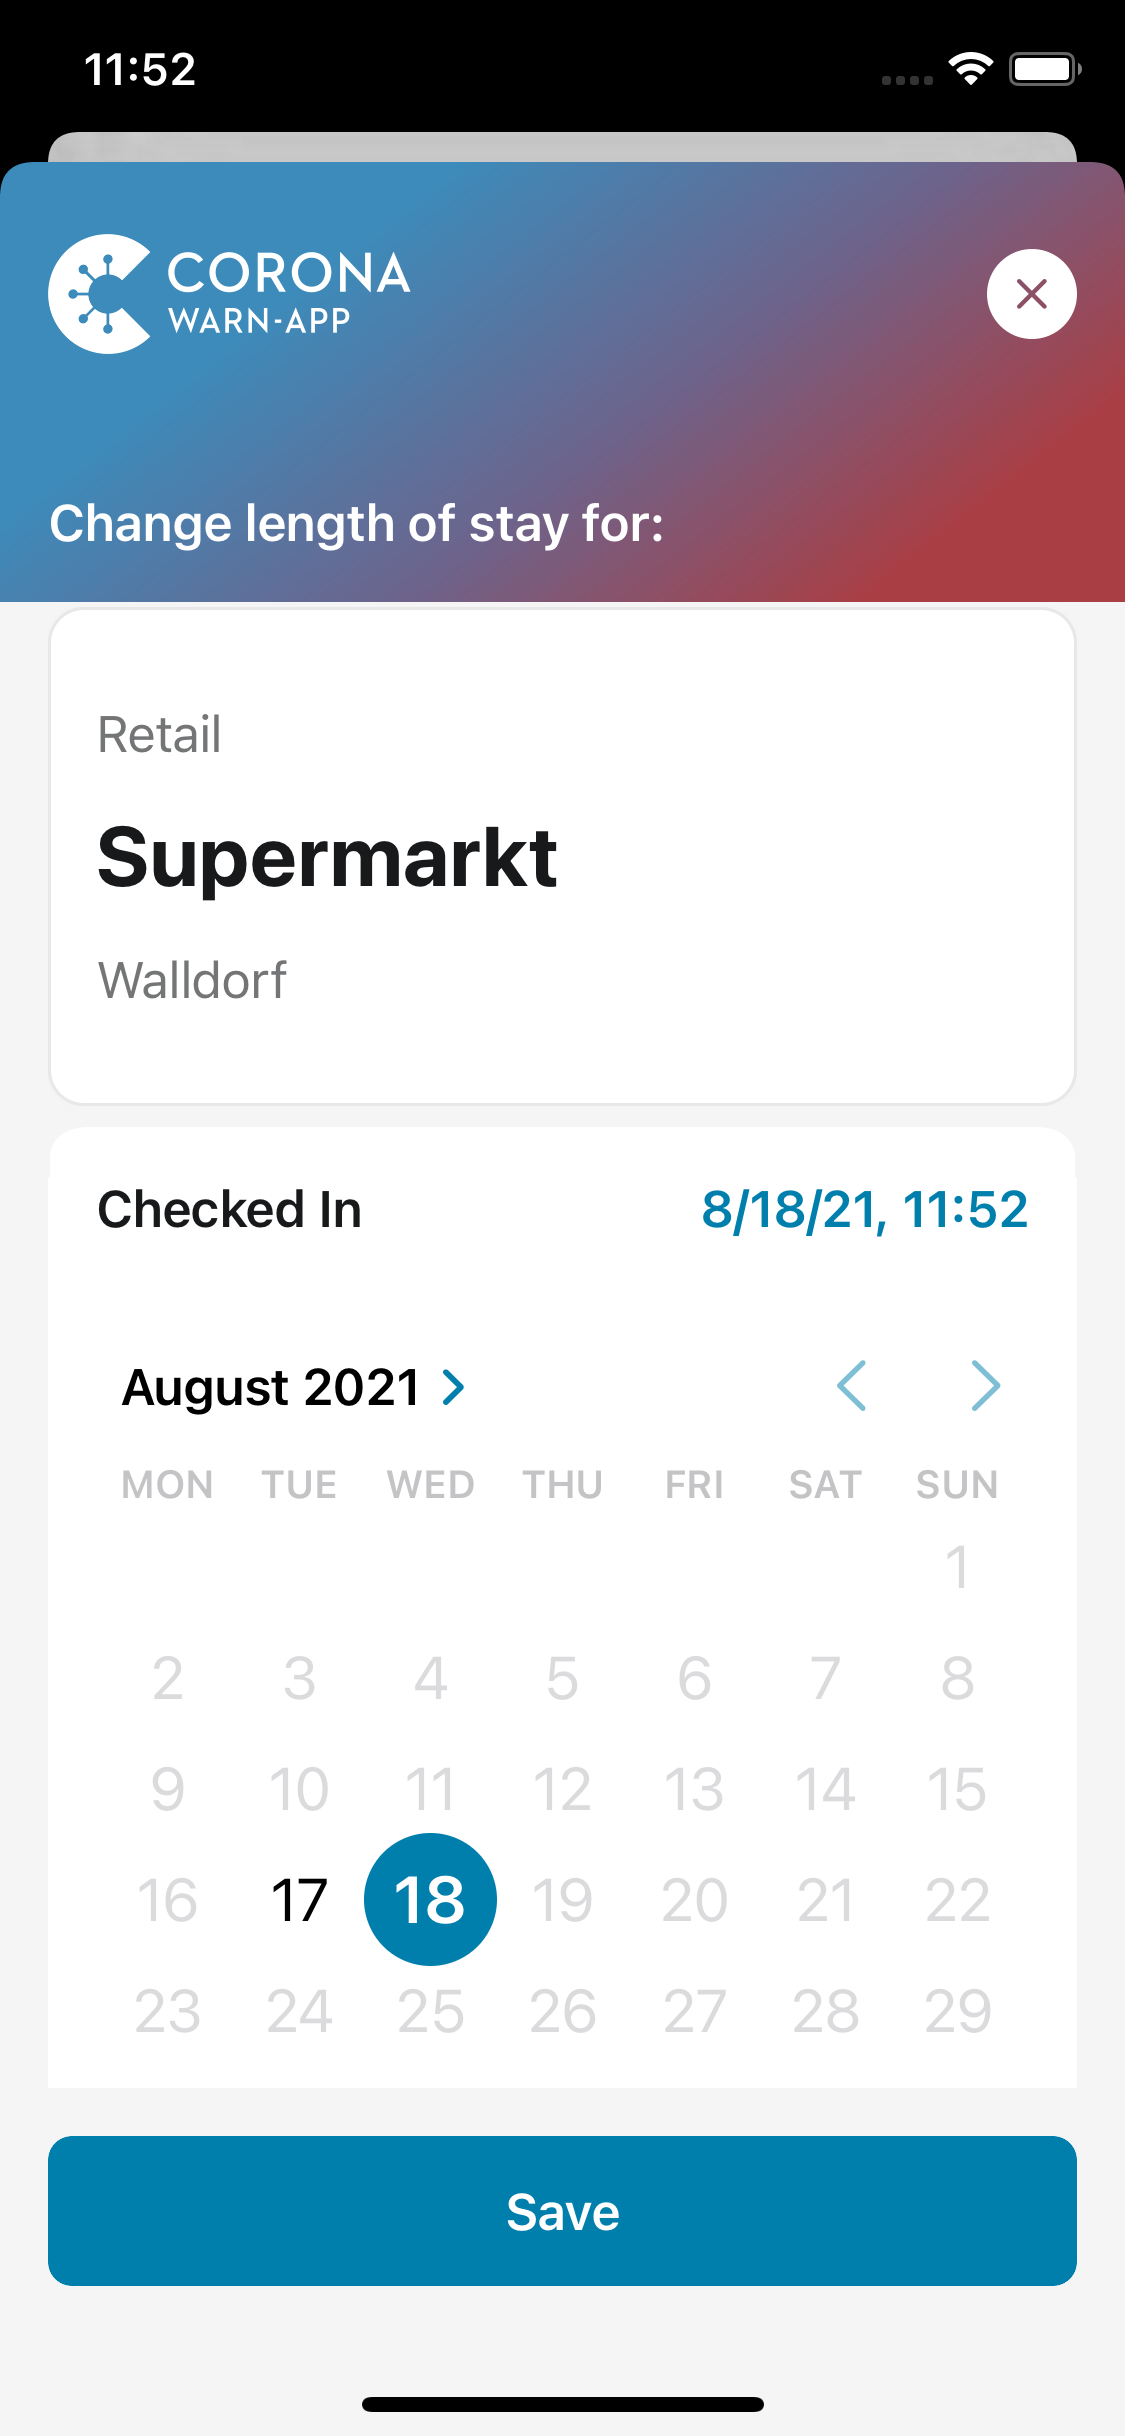 11:52
CORONA
WARN-APP
Change length of stay for:
Retail
Supermarkt
Walldorf
Checked In 8/18/21, 11:52
August 2021
MON TUE WED THU FRI SAT SUN
1
2 3 4 5 6 7 8
9 10 11 12 13 14 15
16 17 18 19 20 21 22
23 24 25 26 27 28 29
Save